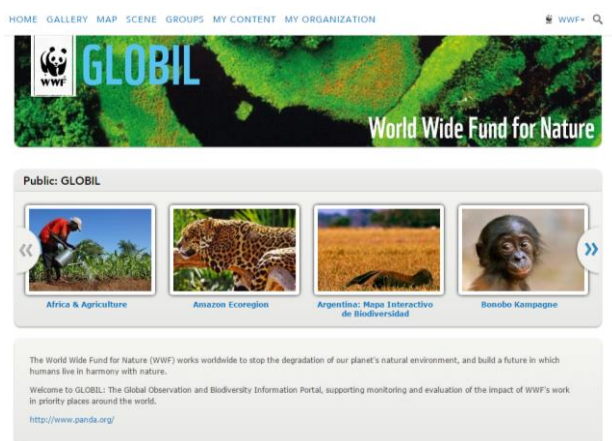 HOME GALLERY MAP SCENE GROUPS MY CONTENT MY ORGANIZATION WWF
WWF
GLOBIL
World Wide Fund for Nature
Public: GLOBIL
Africa & Agriculture
Amazon Ecoregion
Argentina: Mapa Interactivo
de Biodiversidad
Bonobo Kampagne
The World Wide Fund for Nature (WWF) works worldwide to stop the degradation of our planet's natural environment, and build a future in which
humans live in harmony with nature.
Welcome to GLOBIL: The Global Observation and Biodiversity Information Portal, supporting monitoring and evaluation of the impact of WWF's work
in priority places around the world.
http://www.panda.org/